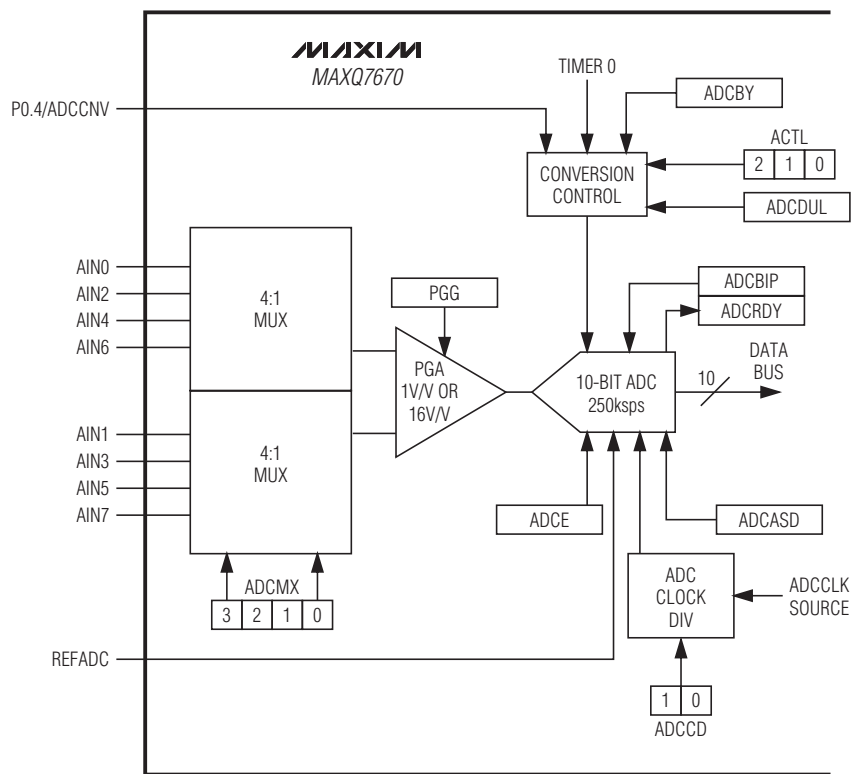 MAXIM
MAXQ7670
TIMER 0
P0.4/ADCCNV
ADCBY
ACTL
2 1 0
CONVERSION
CONTROL
ADCDUL
AIN0
AIN2
AIN4
AIN6
4:1
MUX
PGG
ADCBIP
ADCRDY
PGA
1V/V OR
16V/V
10-BIT ADC
250ksps
10
DATA
BUS
AIN1
AIN3
AIN5
AIN7
4:1
MUX
ADCE
ADCASD
ADCMX
3 2 1 0
ADC
CLOCK
DIV
ADCCLK
SOURCE
REFADC
1 0
ADCCD